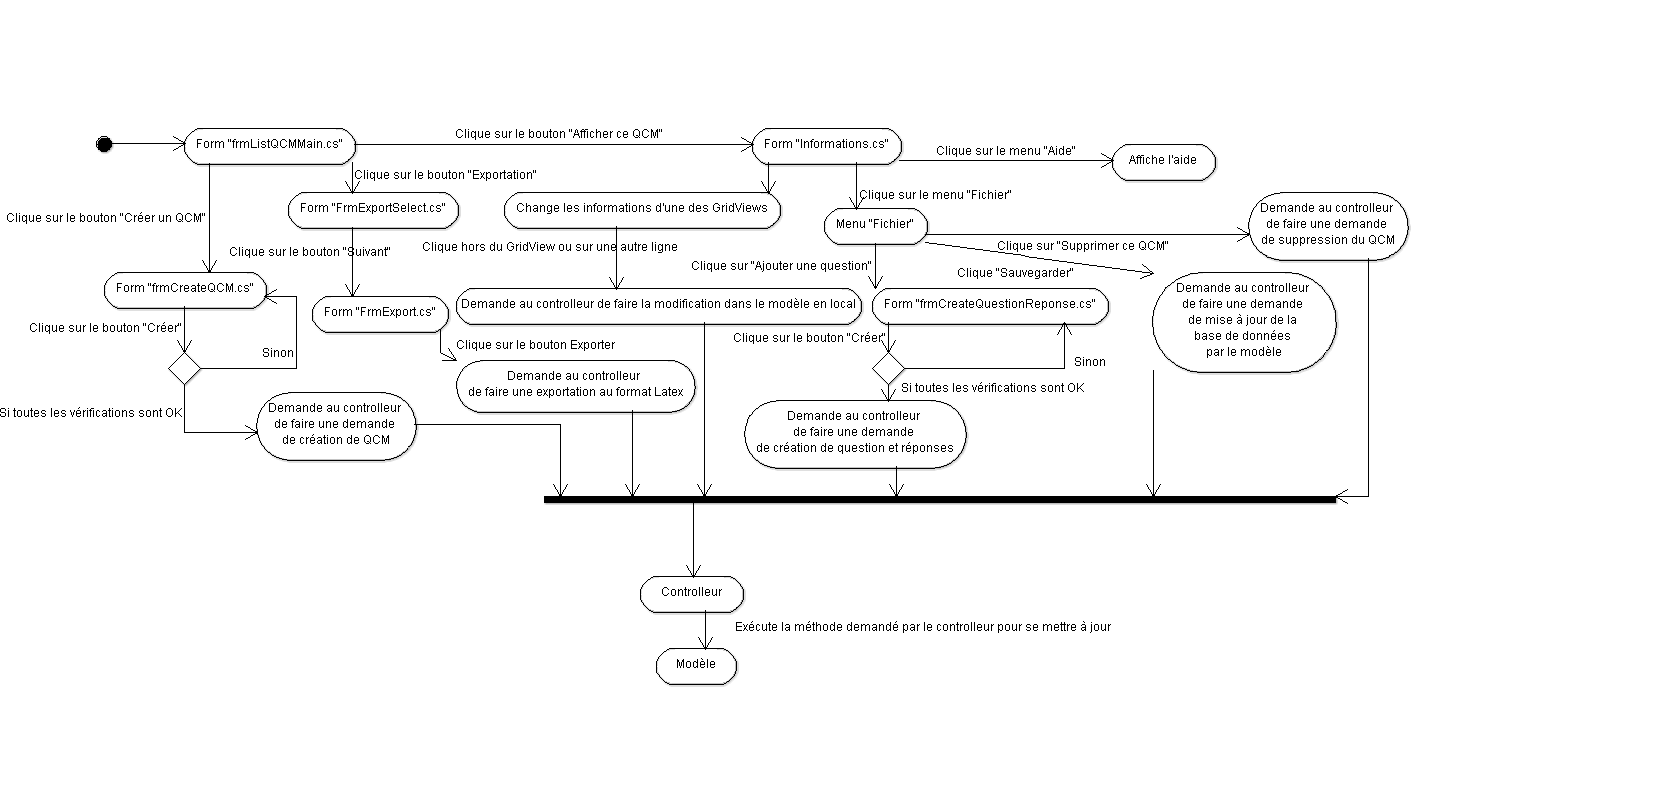 Clique sur le bouton "Afficher ce QCM"
Form "frmListQCMMain.cs"
Form "Informations.cs"
Clique sur le menu "Aide"
Affiche l'aide
Clique sur le bouton "Exportation"
Clique sur le menu "Fichier"
Form "FrmExportSelect.cs"
Change les informations d'une des GridViews
Clique sur le bouton "Créer un QCM"
Menu "Fichier"
Demande au controlleur
de faire une demande
de suppression du QCM
Clique sur le bouton "Suivant"
Clique hors du GridView ou sur une autre ligne
Clique sur "Supprimer ce QCM"
Clique sur "Ajouter une question"
Clique "Sauvegarder"
Form "frmCreateQCM.cs"
Form "FrmExport.cs"
Demande au controlleur de faire la modification dans le modèle en local
Form "frmCreateQuestionReponse.cs"
Demande au controlleur
de faire une demande
de mise à jour de la
base de données
par le modèle
Clique sur le bouton "Créer"
Sinon
Clique sur le bouton Exporter
Clique sur le bouton "Créer"
Sinon
Demande au controlleur
de faire une exportation au format Latex
Si toutes les vérifications sont OK
Si toutes les vérifications sont OK
Demande au controlleur
de faire une demande
de création de QCM
Demande au controlleur
de faire une demande
de création de question et réponses
Controlleur
Exécute la méthode demandé par le controlleur pour se mettre à jour
Modèle